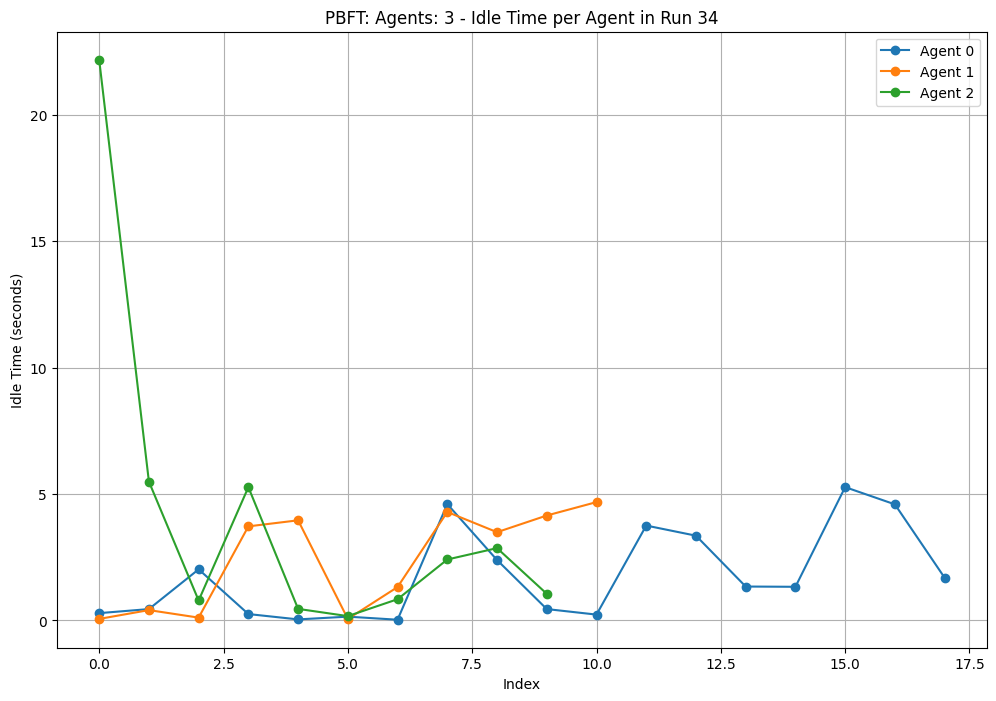 PBFT: Agents: 3 - Idle Time per Agent in Run 34
Agent 0
Agent 1
Agent 2
Idle Time (seconds)
20
15
10
5
0
0.0 2.5 5.0 7.5 10.0 12.5 15.0 17.5
Index